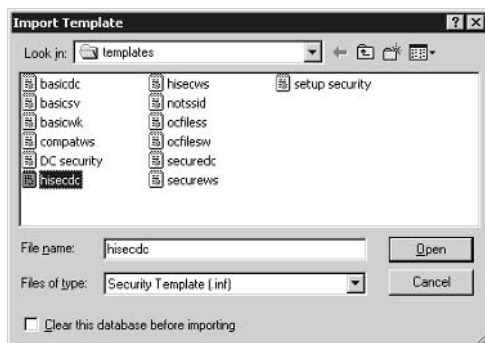 Import Template
Look in: templates
basicdc hisecws setup security
basicsv notssid
basicwk ocfiless
compatws ocfilesw
DC security securedc
hisecdc securews
File name: hisecdc Open
Files of type: Security Template (.inf) Cancel
Clear this database before importing